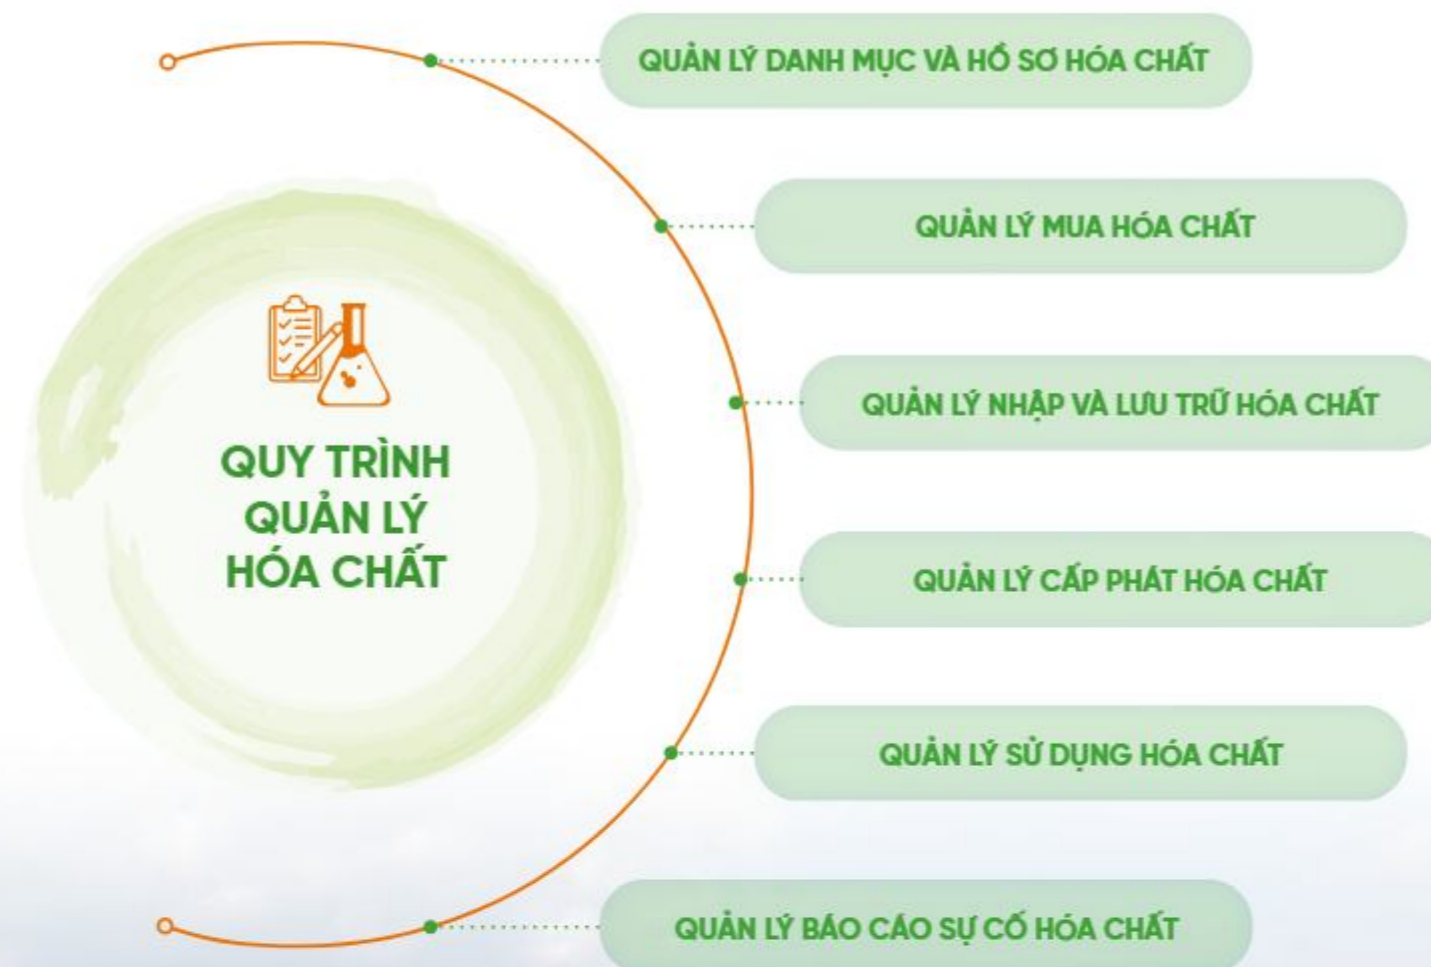 QUẢN LÝ DANH MỤC VÀ HỒ SƠ HÓA CHẤT
QUẢN LÝ MUA HÓA CHẤT
QUẢN LÝ NHẬP VÀ LƯU TRỮ HÓA CHẤT
QUY TRÌNH
QUẢN LÝ
HÓA CHẤT
QUẢN LÝ CẤP PHÁT HÓA CHẤT
QUẢN LÝ SỬ DỤNG HÓA CHẤT
QUẢN LÝ BÁO CÁO SỰ CỐ HÓA CHẤT